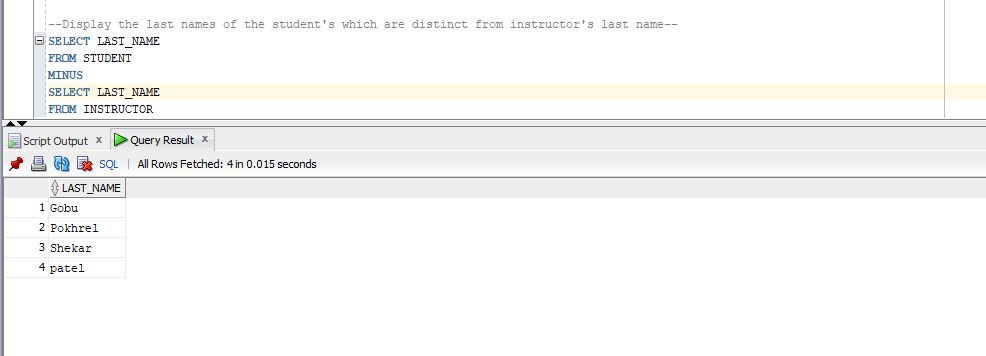 --Display the last names of the student's which are distinct from instructor's last name--
SELECT LAST_NAME
FROM STUDENT
MINUS
SELECT LAST_NAME
FROM INSTRUCTOR
Script Output x Query Result x
SQL | All Rows Fetched: 4 in 0.015 seconds
LAST_NAME
1 Gobu
2 Pokhrel
3 Shekar
4 patel